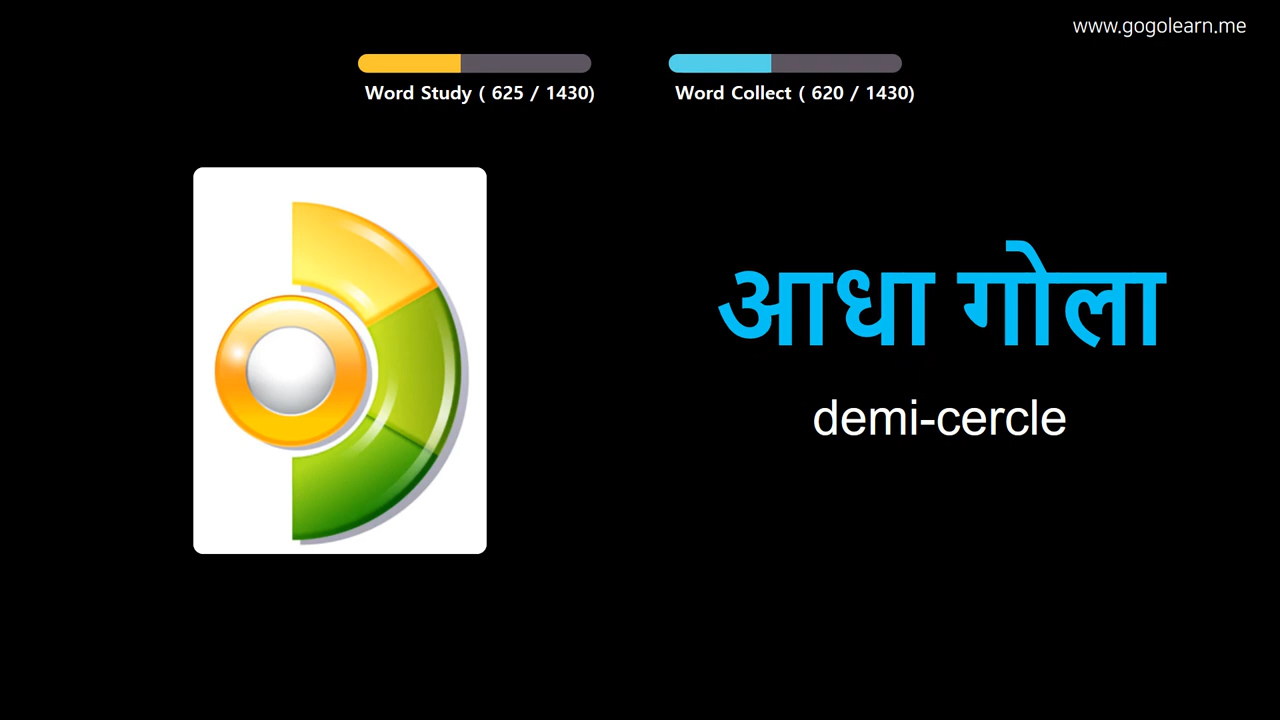 www.gogolearn.me
Word Study ( 625 / 1430)
Word Collect ( 620 / 1430)
आधा गोला
demi-cercle